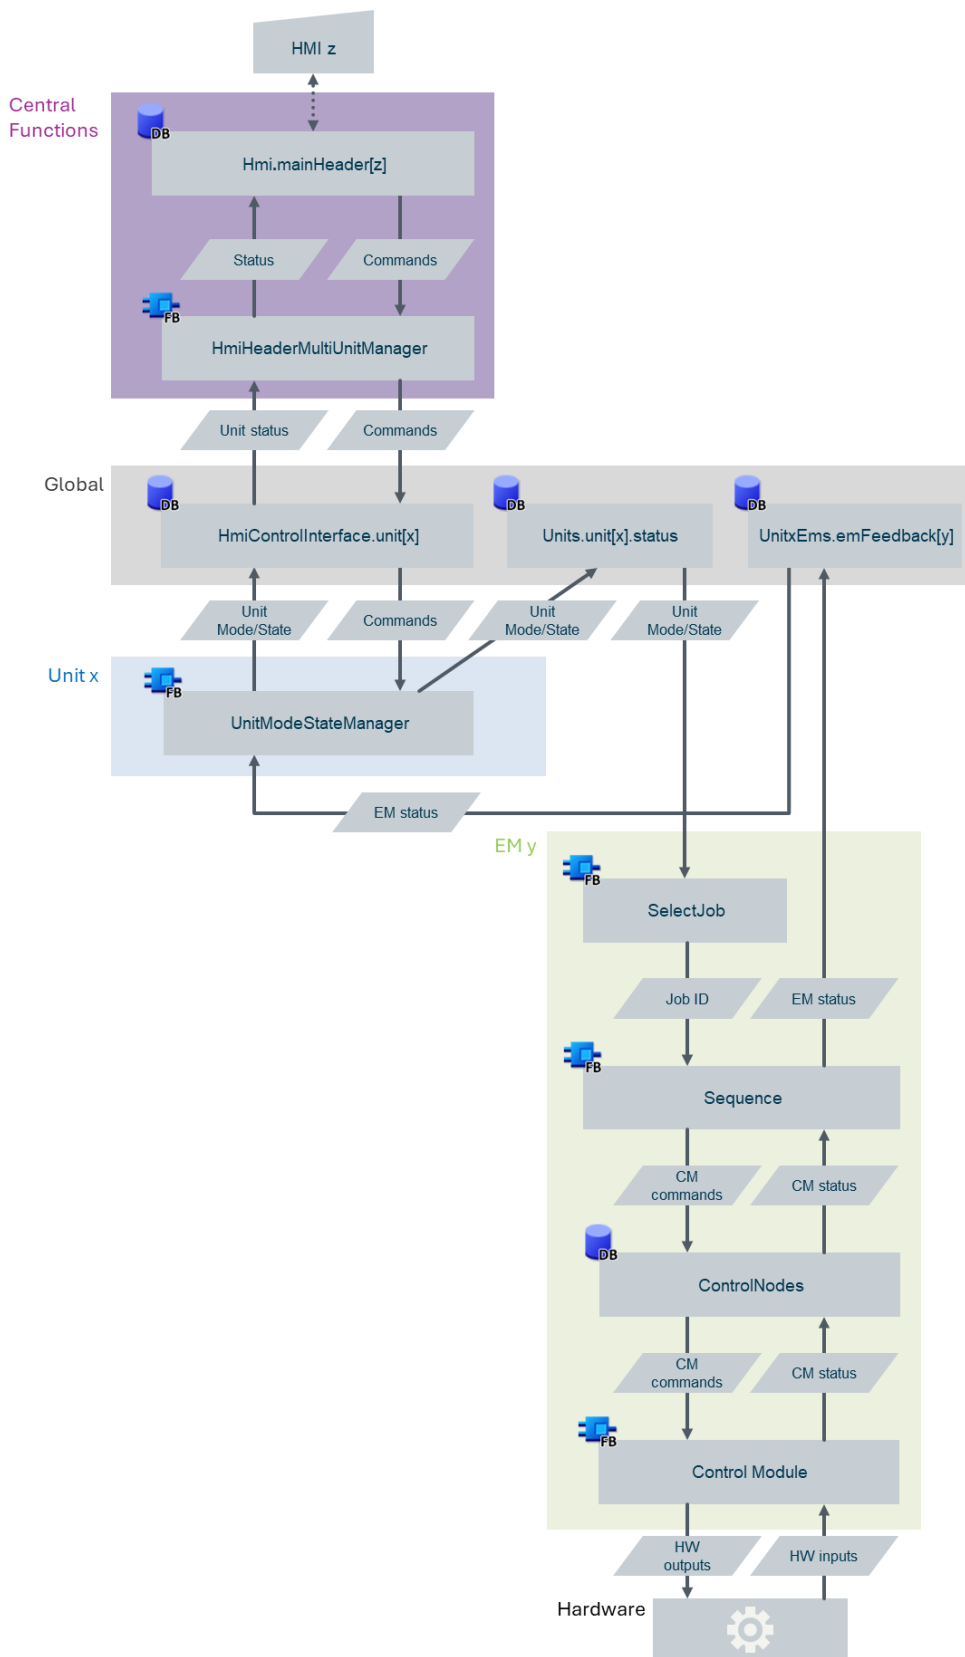 HMI z
Central
Functions
DB
Hmi.mainHeader[z]
Status
Commands
FB
HmiHeaderMultiUnitManager
Unit status
Commands
Global
DB
DB
DB
HmiControlInterface.unit[x]
Units.unit[x].status
UnitxEms.emFeedback[y]
Unit
Mode/State
Commands
Unit
Mode/State
Unit
Mode/State
Unit x
FB
UnitModeStateManager
EM status
EM y
FB
SelectJob
Job ID
EM status
FB
Sequence
CM
commands
CM status
DB
ControlNodes
CM
commands
CM status
FB
Control Module
HW
outputs
HW inputs
Hardware